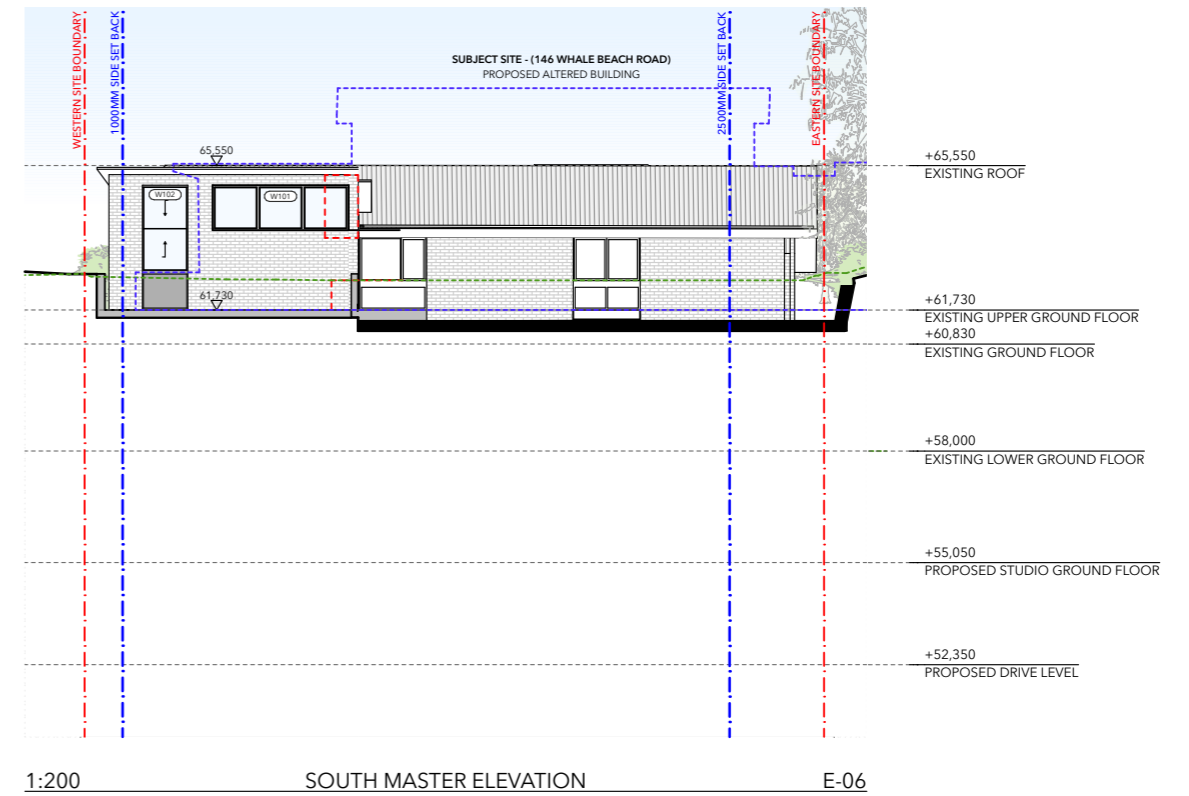 WESTERN SITE BOUNDARY
1000MM SIDE SET BACK
SUBJECT SITE - (146 WHALE BEACH ROAD)
PROPOSED ALTERED BUILDING
2500MM SIDE SET BACK
EASTERN SITE BOUNDARY
65,550
W102
W101
61,730
+65,550
EXISTING ROOF
+61,730
EXISTING UPPER GROUND FLOOR
+60,830
EXISTING GROUND FLOOR
+58,000
EXISTING LOWER GROUND FLOOR
+55,050
PROPOSED STUDIO GROUND FLOOR
+52,350
PROPOSED DRIVE LEVEL
1:200 SOUTH MASTER ELEVATION E-06